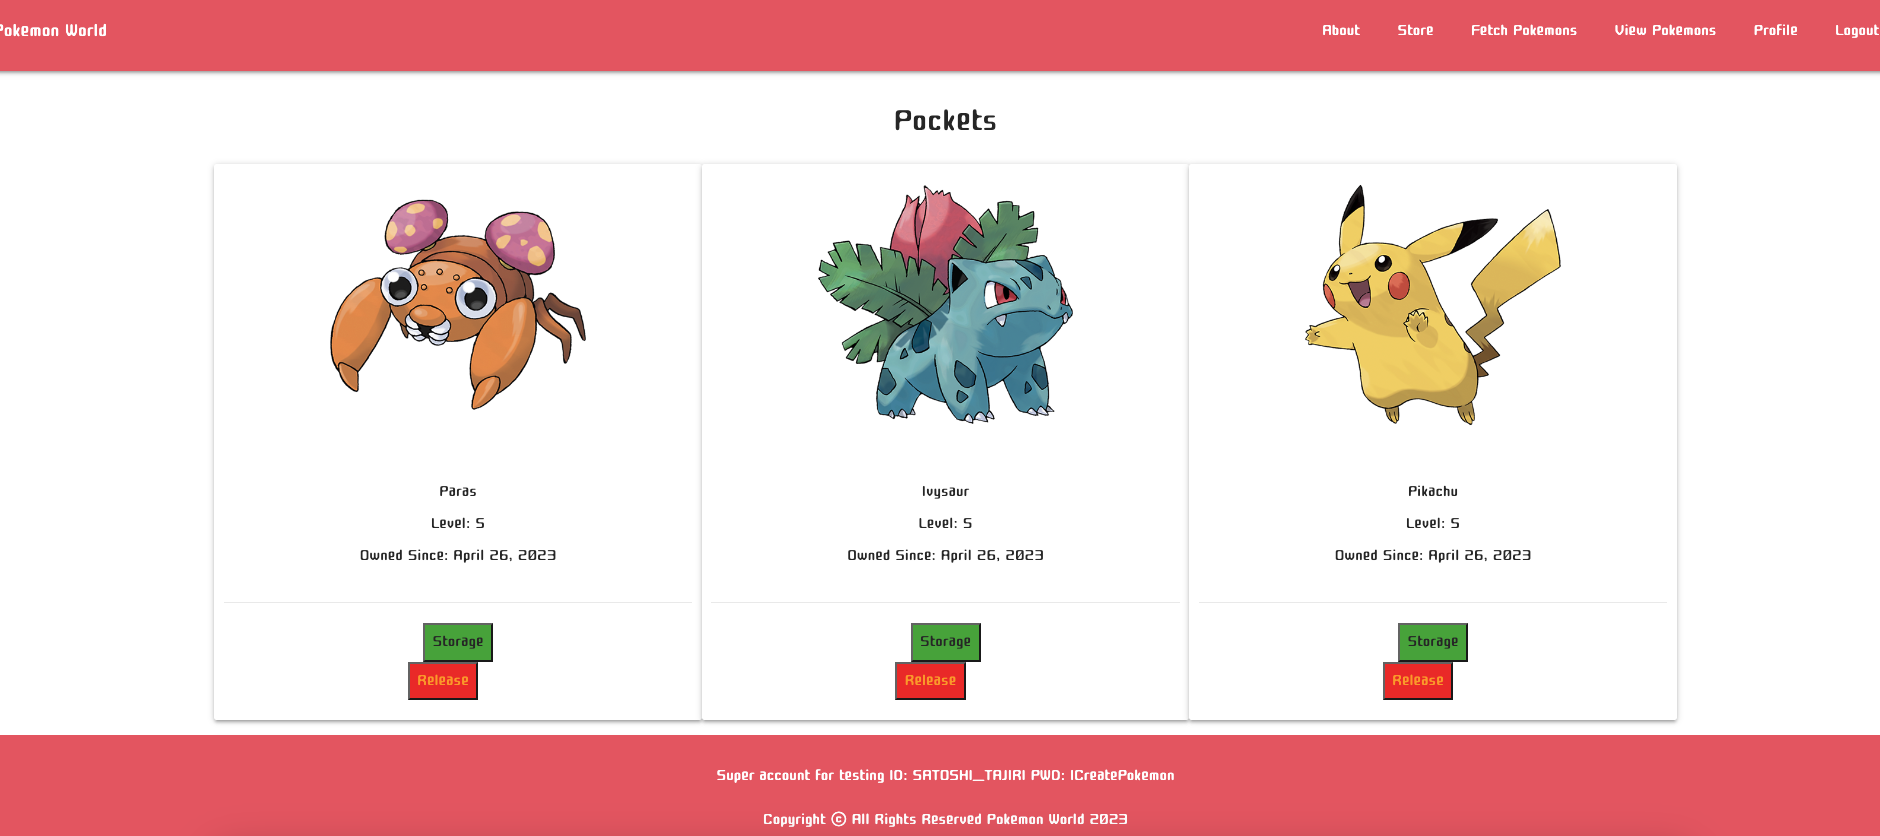 Pokemon World About Store Fetch Pokemons View Pokemons Profile Logout
Pockets
Paras
Level: 5
Owned Since: April 26, 2023
Storage
Release
Ivysaur
Level: 5
Owned Since: April 26, 2023
Storage
Release
Pikachu
Level: 5
Owned Since: April 26, 2023
Storage
Release
Super account for testing ID: SATOSHI_TAJIRI PWD: ICreatePokemon
Copyright © All Rights Reserved Pokemon World 2023